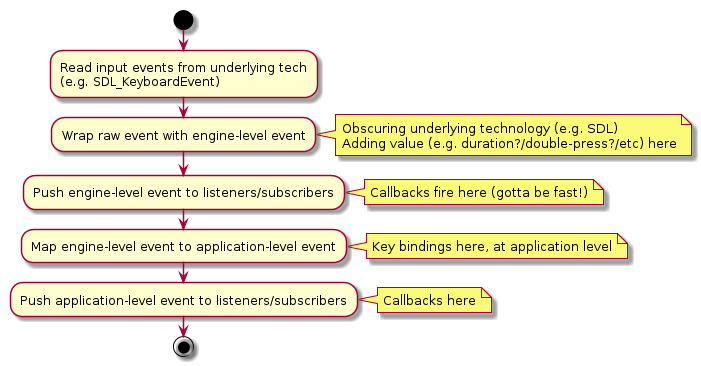 Read input events from underlying tech
(e.g. SDL_KeyboardEvent)
Wrap raw event with engine-level event
Obscuring underlying technology (e.g. SDL)
Adding value (e.g. duration?/double-press?/etc) here
Push engine-level event to listeners/subscribers
Callbacks fire here (gotta be fast!)
Map engine-level event to application-level event
Key bindings here, at application level
Push application-level event to listeners/subscribers
Callbacks here